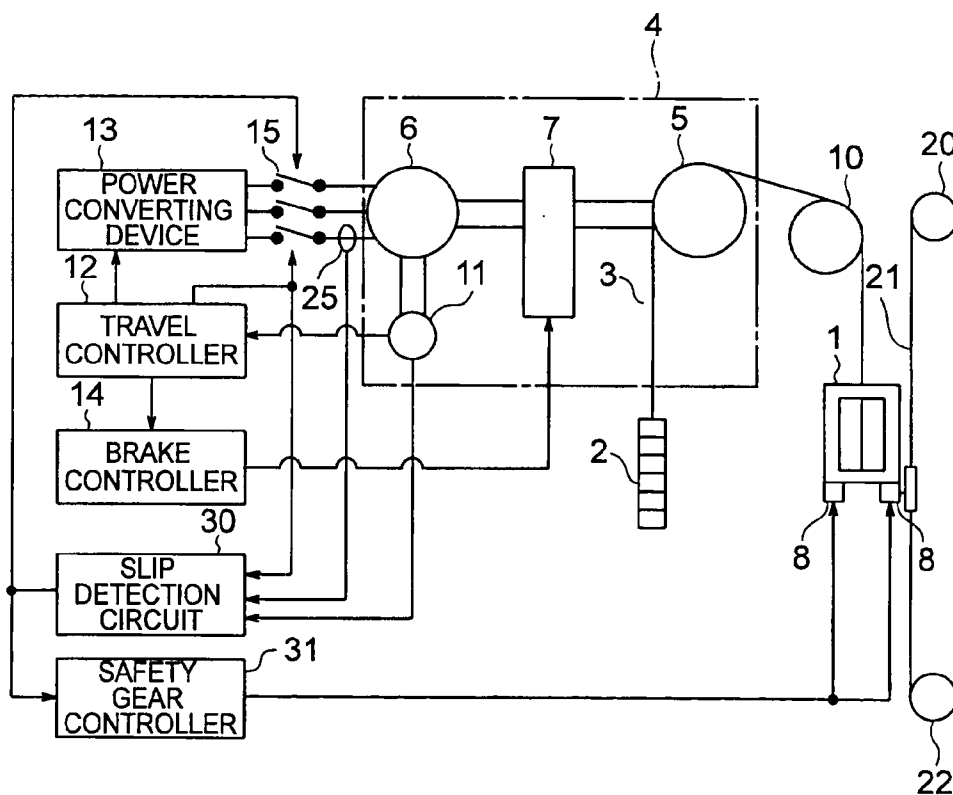 4
13
15
6
7
5
10
20
POWER
CONVERTING
DEVICE
12
25
11
3
21
TRAVEL
CONTROLLER
14
1
BRAKE
CONTROLLER
2
30
8
8
SLIP
DETECTION
CIRCUIT
31
SAFETY
GEAR
CONTROLLER
22